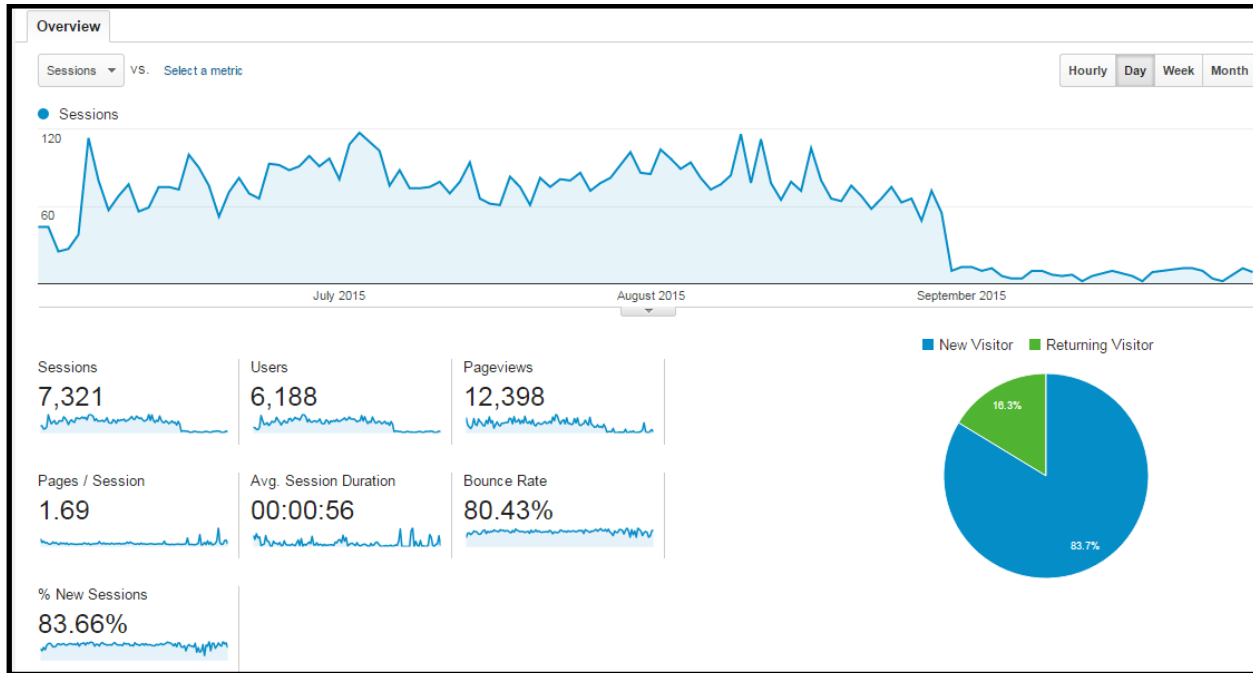 Overview
Sessions VS. Select a metric
Hourly Day Week Month
Sessions
120
60
July 2015 August 2015 September 2015
New Visitor Returning Visitor
Sessions Users Pageviews
7,321 6,188 12,398
16.3%
Pages / Session Avg. Session Duration Bounce Rate
1.69 00:00:56 80.43%
83.7%
% New Sessions
83.66%